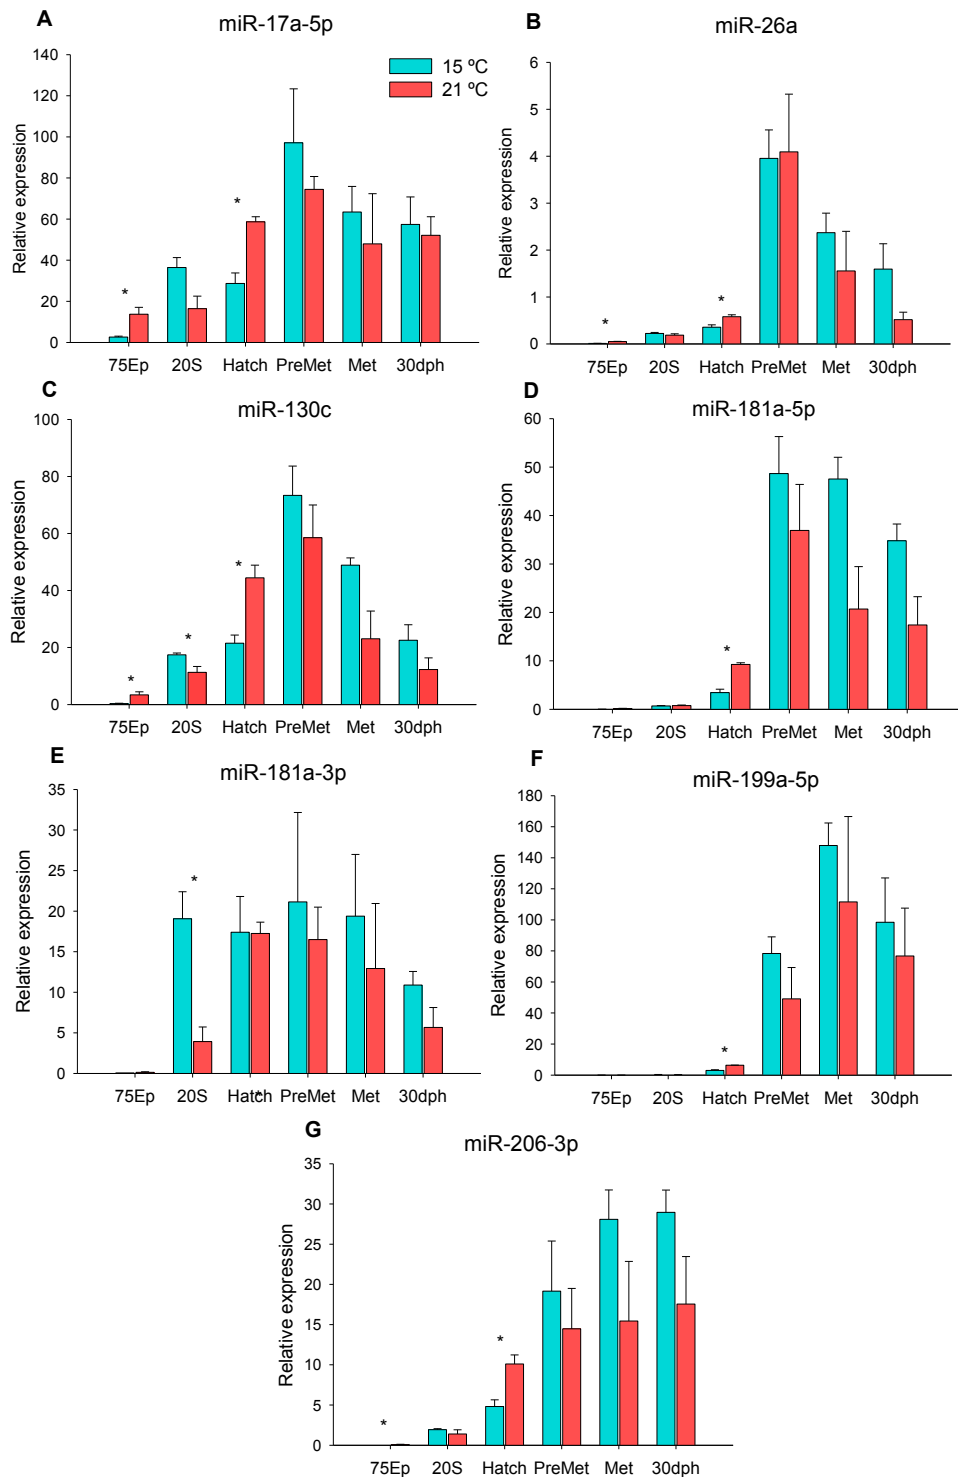 A
miR-17a-5p
140
120
100
80
60
40
20
0
Relative expression
15 ºC
21 ºC
*
*
75Ep 20S Hatch PreMet Met 30dph
B
miR-26a
6
5
4
3
2
1
0
Relative expression
*
*
75Ep 20S Hatch PreMet Met 30dph
C
miR-130c
100
80
60
40
20
0
Relative expression
*
*
*
75Ep 20S Hatch PreMet Met 30dph
D
miR-181a-5p
60
50
40
30
20
10
0
Relative expression
*
75Ep 20S Hatch PreMet Met 30dph
E
miR-181a-3p
35
30
25
20
15
10
5
0
Relative expression
*
75Ep 20S Hatch PreMet Met 30dph
F
miR-199a-5p
180
160
140
120
100
80
60
40
20
0
Relative expression
*
75Ep 20S Hatch PreMet Met 30dph
G
miR-206-3p
35
30
25
20
15
10
5
0
Relative expression
*
*
75Ep 20S Hatch PreMet Met 30dph